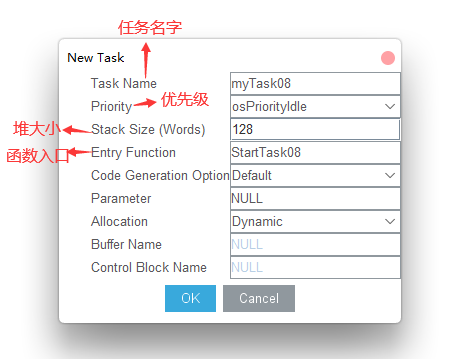 任务名字
New Task
Task Name myTask08
Priority 优先级 osPriorityIdle
堆大小 Stack Size (Words) 128
函数入口 Entry Function StartTask08
Code Generation Option Default
Parameter NULL
Allocation Dynamic
Buffer Name NULL
Control Block Name NULL
OK Cancel